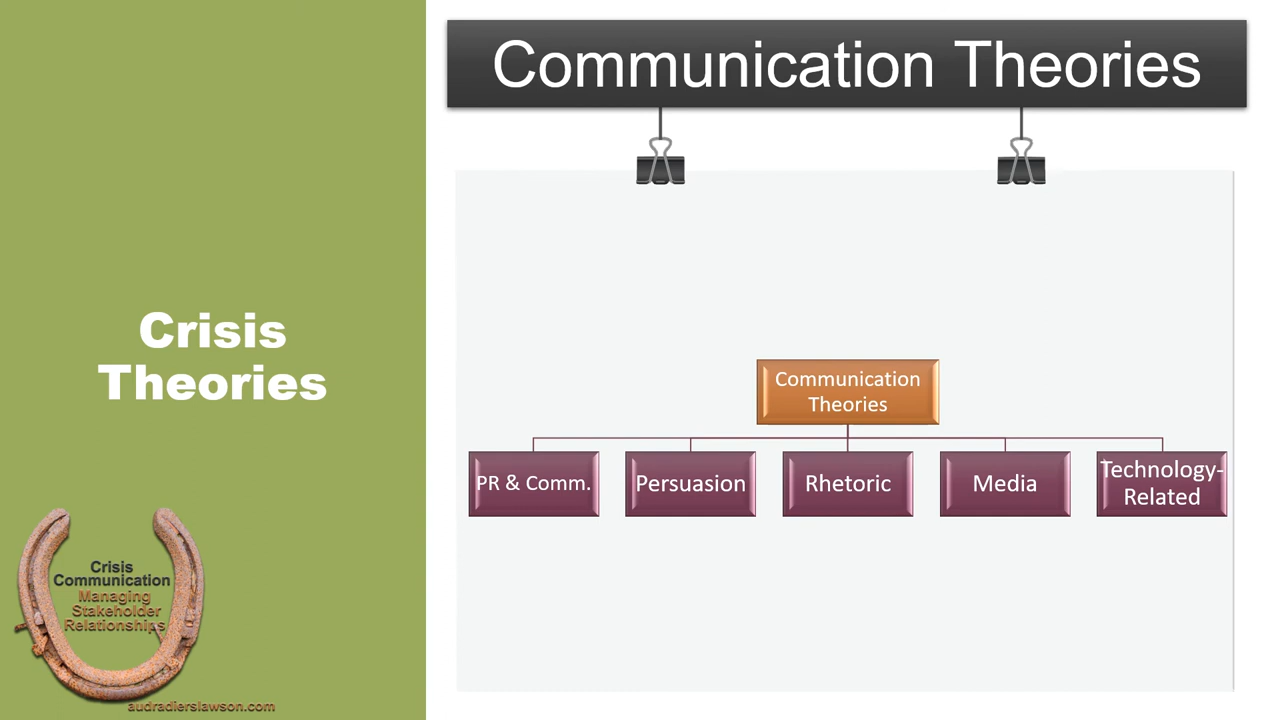 Communication Theories
Crisis
Theories
Communication
Theories
PR & Comm.
Persuasion
Rhetoric
Media
Technology-
Related
Crisis
Communication
Managing
Stakeholder
Relationships
audradierslawson.com